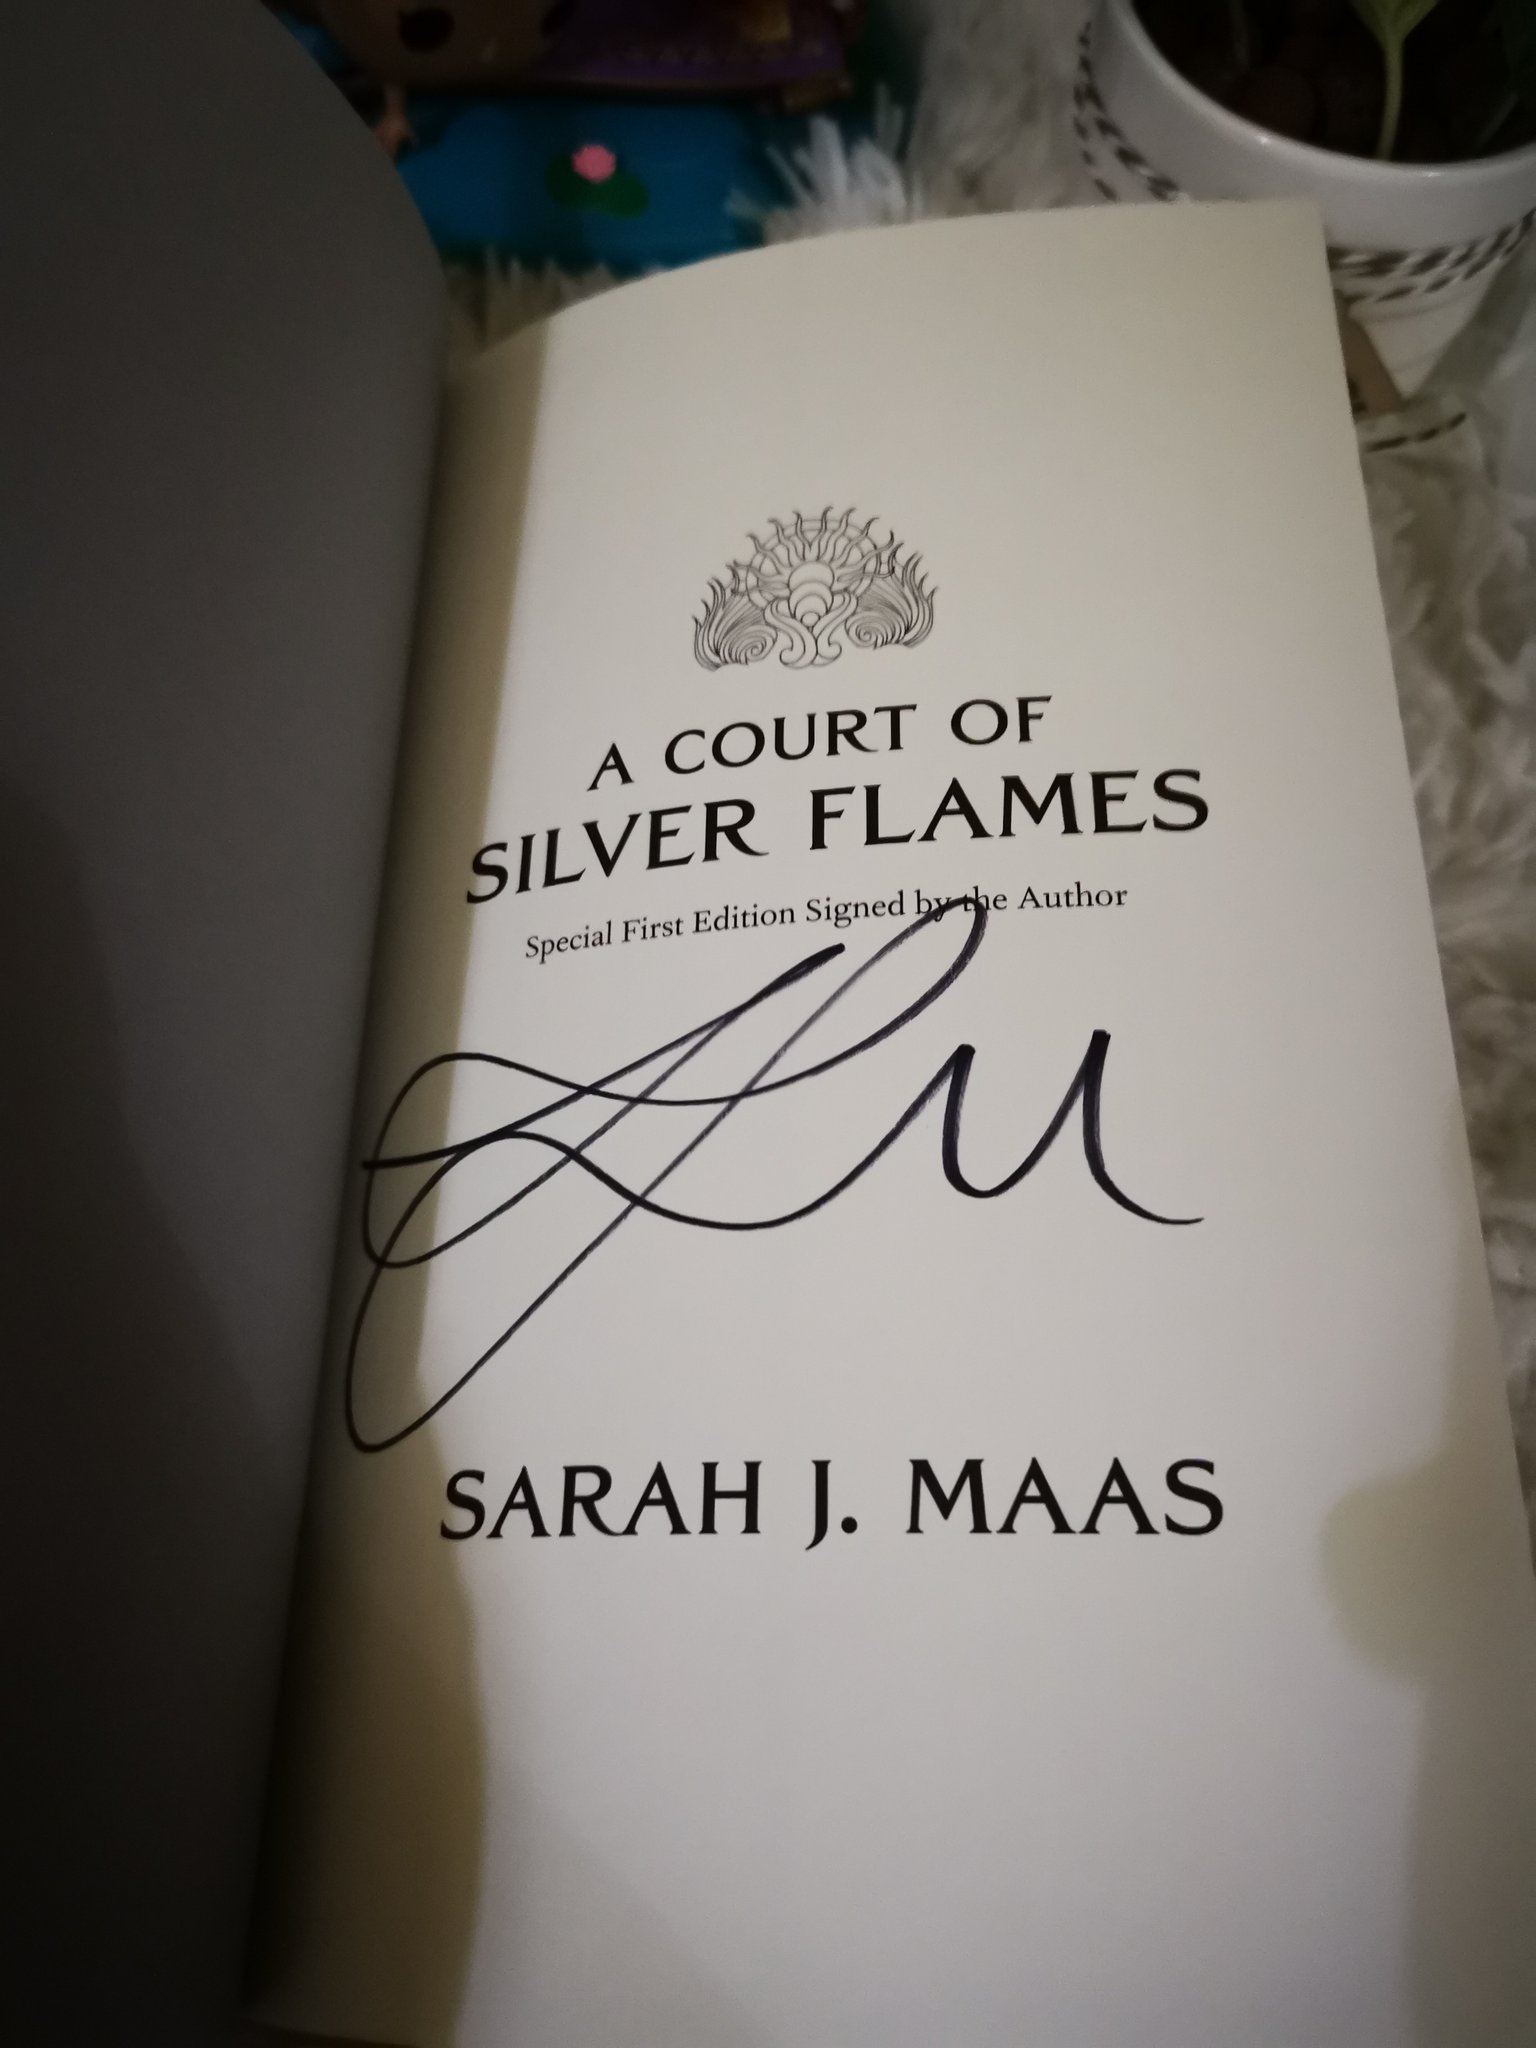 A COURT OF
SILVER FLAMES
Special First Edition Signed by the Author
SARAH J. MAAS